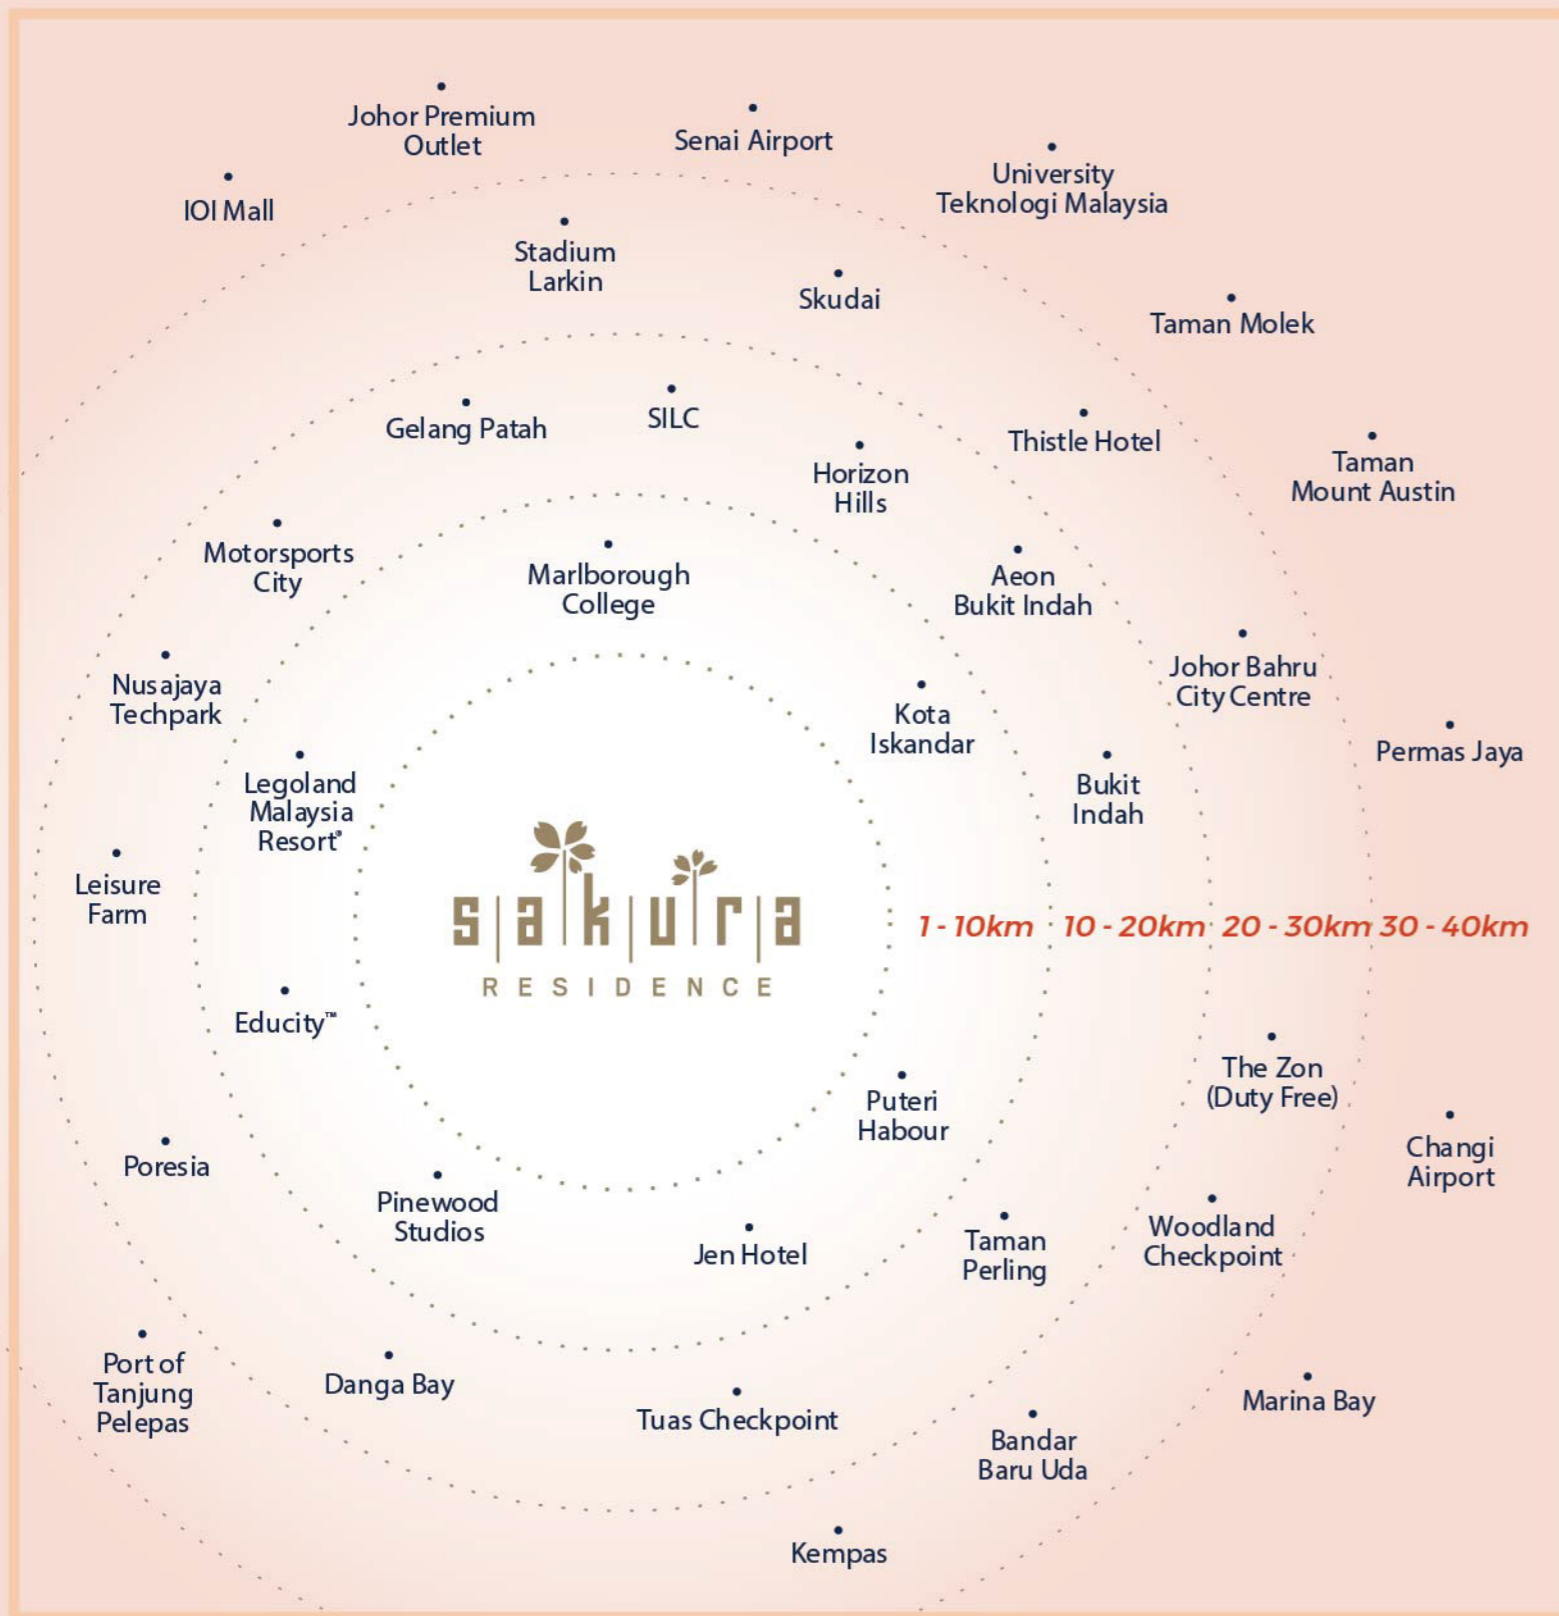 Johor Premium
Outlet
Senai Airport
University
Teknologi Malaysia
IOI Mall
Stadium
Larkin
Skudai
Taman Molek
Gelang Patah
SILC
Thistle Hotel
Horizon
Hills
Taman
Mount Austin
Motorsports
City
Marlborough
College
Aeon
Bukit Indah
Nusajaya
Techpark
Kota
Iskandar
Johor Bahru
City Centre
Permas Jaya
Legoland
Malaysia
Resort®
Bukit
Indah
Leisure
Farm
s|a|k|u|r|a
RESIDENCE
1 - 10km
10 - 20km
20 - 30km
30 - 40km
Educity™
Puteri
Habour
The Zon
(Duty Free)
Poresia
Changi
Airport
Pinewood
Studios
Jen Hotel
Taman
Perling
Woodland
Checkpoint
Port of
Tanjung
Pelepas
Danga Bay
Tuas Checkpoint
Marina Bay
Bandar
Baru Uda
Kempas